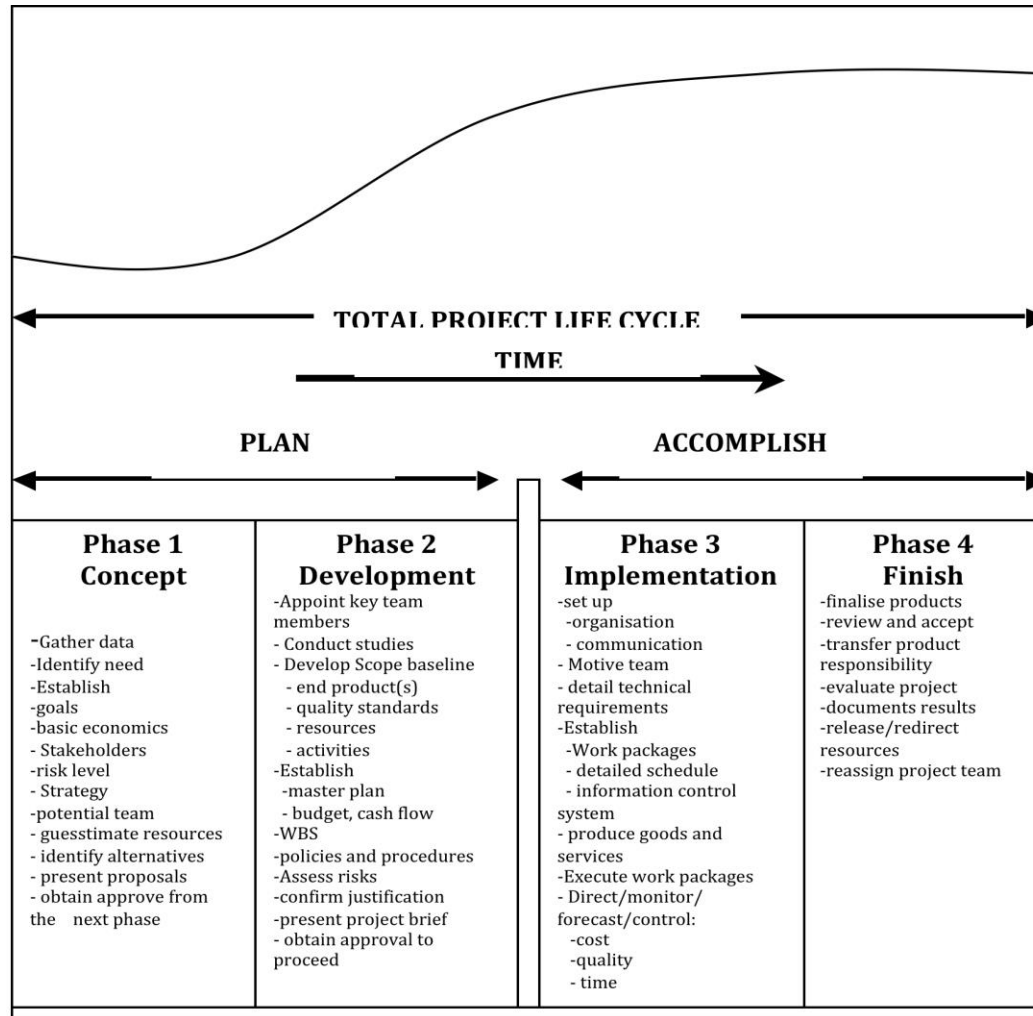 TOTAL PROJECT LIFE CYCLE
TIME
PLAN
ACCOMPLISH
Phase 1
Concept
-Gather data
-Identify need
-Establish
-goals
-basic economics
- Stakeholders
-risk level
- Strategy
-potential team
- guesstimate resources
- identify alternatives
- present proposals
- obtain approve from
the next phase
Phase 2
Development
-Appoint key team
members
- Conduct studies
- Develop Scope baseline
- end product(s)
- quality standards
- resources
- activities
-Establish
-master plan
- budget, cash flow
-WBS
-policies and procedures
-Assess risks
-confirm justification
-present project brief
- obtain approval to
proceed
Phase 3
Implementation
-set up
-organisation
- communication
- Motive team
- detail technical
requirements
-Establish
-Work packages
- detailed schedule
- information control
system
- produce goods and
services
-Execute work packages
- Direct/monitor/
forecast/control:
-cost
-quality
- time
Phase 4
Finish
-finalise products
-review and accept
-transfer product
responsibility
-evaluate project
-documents results
-release/redirect
resources
-reassign project team